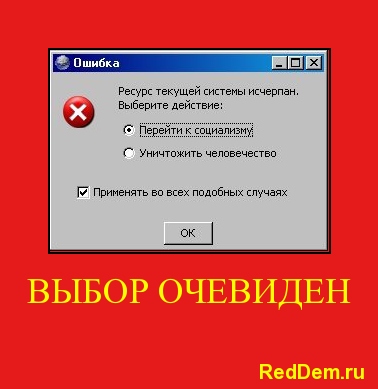 Ошибка
Ресурс текущей системы исчерпан.
Выберите действие:
Перейти к социализму
Уничтожить человечество
Применять во всех подобных случаях
OK
ВЫБОР ОЧЕВИДЕН
RedDem.ru